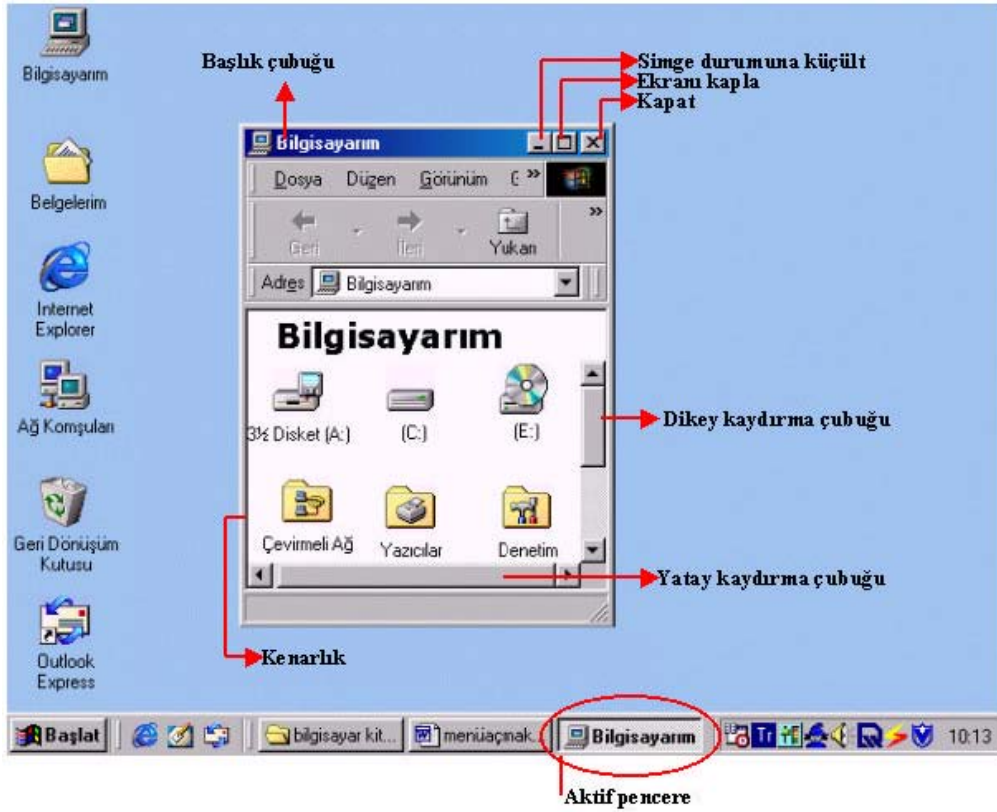 Bilgisayarım
Belgelerim
Internet
Explorer
Ağ Komşuları
Geri Dönüşüm
Kutusu
Outlook
Express
Başlık çubuğu
Simge durumuna küçült
Ekranı kapla
Kapat
Bilgisayarım
Dosya Düzen Görünüm »
Geri İleri Yukarı »
Adres Bilgisayarım
Bilgisayarım
3½ Disket (A:) (C:) (E:)
Çevirmeli Ağ Yazıcılar Denetim
Dikey kaydırma çubuğu
Yatay kaydırma çubuğu
Kenarlık
Başlat bilgisayar kit... menüaçmak... Bilgisayarım Tr 10:13
Aktif pencere